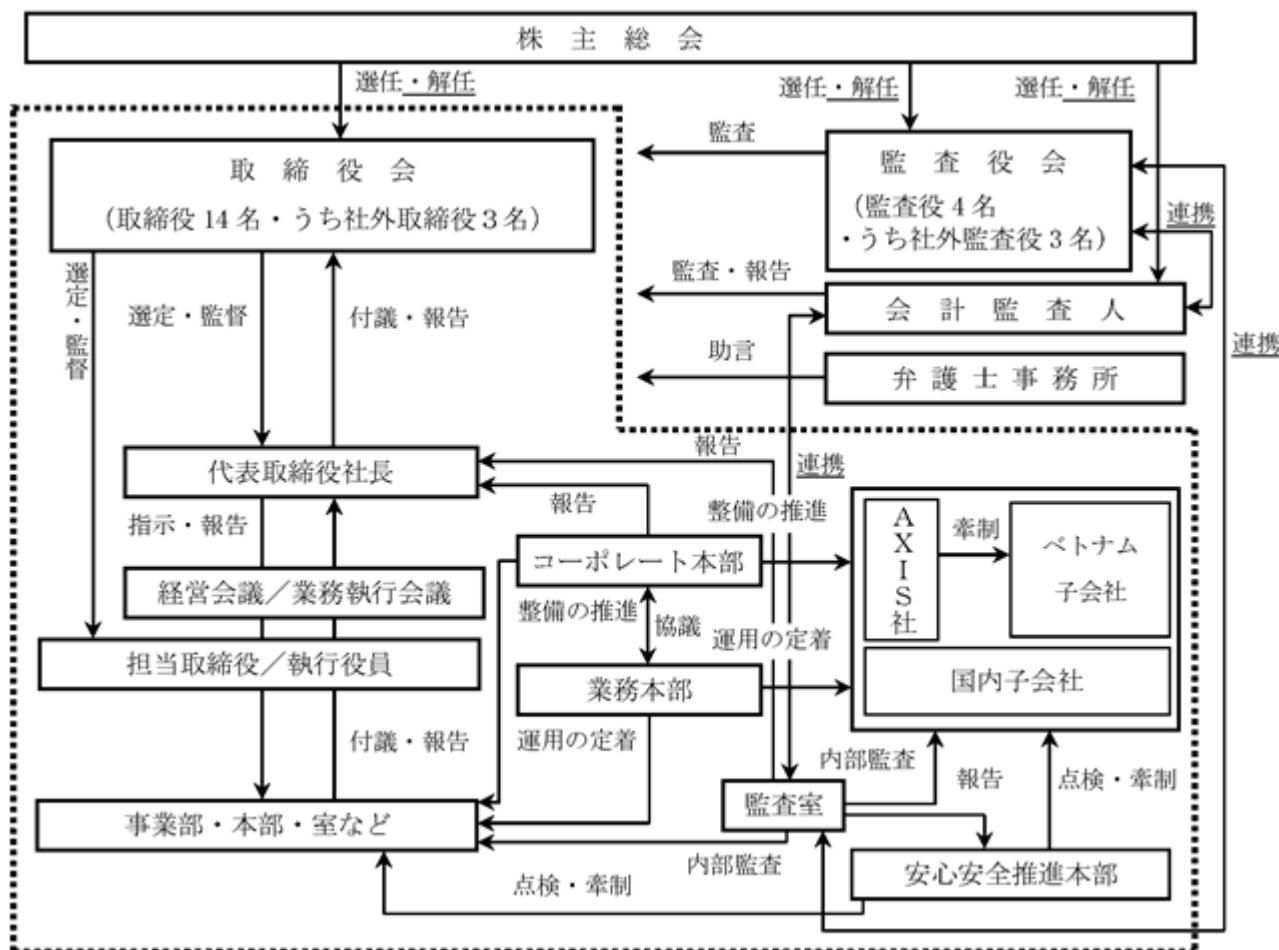 株主総会
選任・解任
選任・解任
選任・解任
取締役会
(取締役14名・うち社外取締役3名)
監査
監査役会
(監査役4名
・うち社外監査役3名)
連携
監査・報告
会計監査人
連携
助言
弁護士事務所
選定・監督
選定・監督
付議・報告
代表取締役社長
報告
連携
指示・報告
報告
整備の推進
コーポレート本部
AXIS社
牽制
ベトナム
子会社
経営会議/業務執行会議
整備の推進
協議
運用の定着
担当取締役/執行役員
業務本部
国内子会社
付議・報告
運用の定着
内部監査
報告
点検・牽制
監査室
事業部・本部・室など
内部監査
点検・牽制
安心安全推進本部